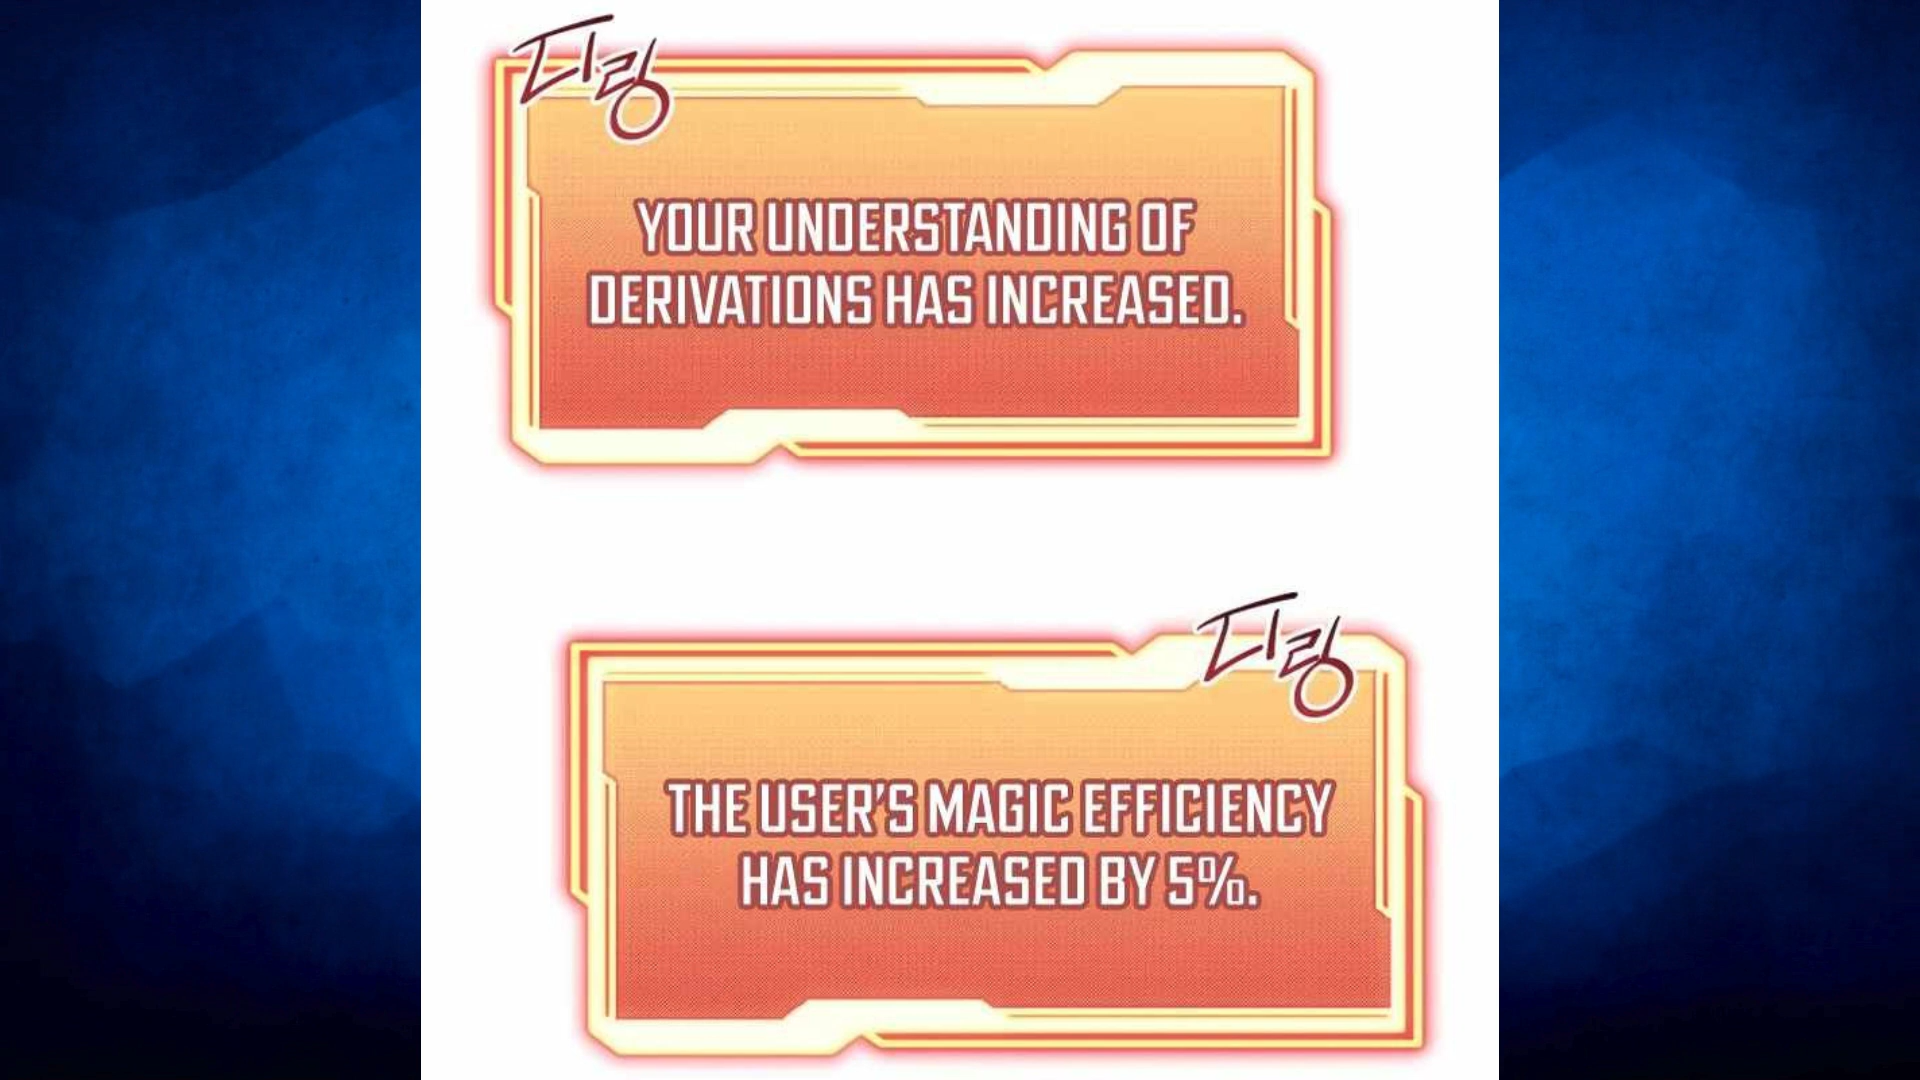 띠링
YOUR UNDERSTANDING OF
DERIVATIONS HAS INCREASED.
띠링
THE USER'S MAGIC EFFICIENCY
HAS INCREASED BY 5%.